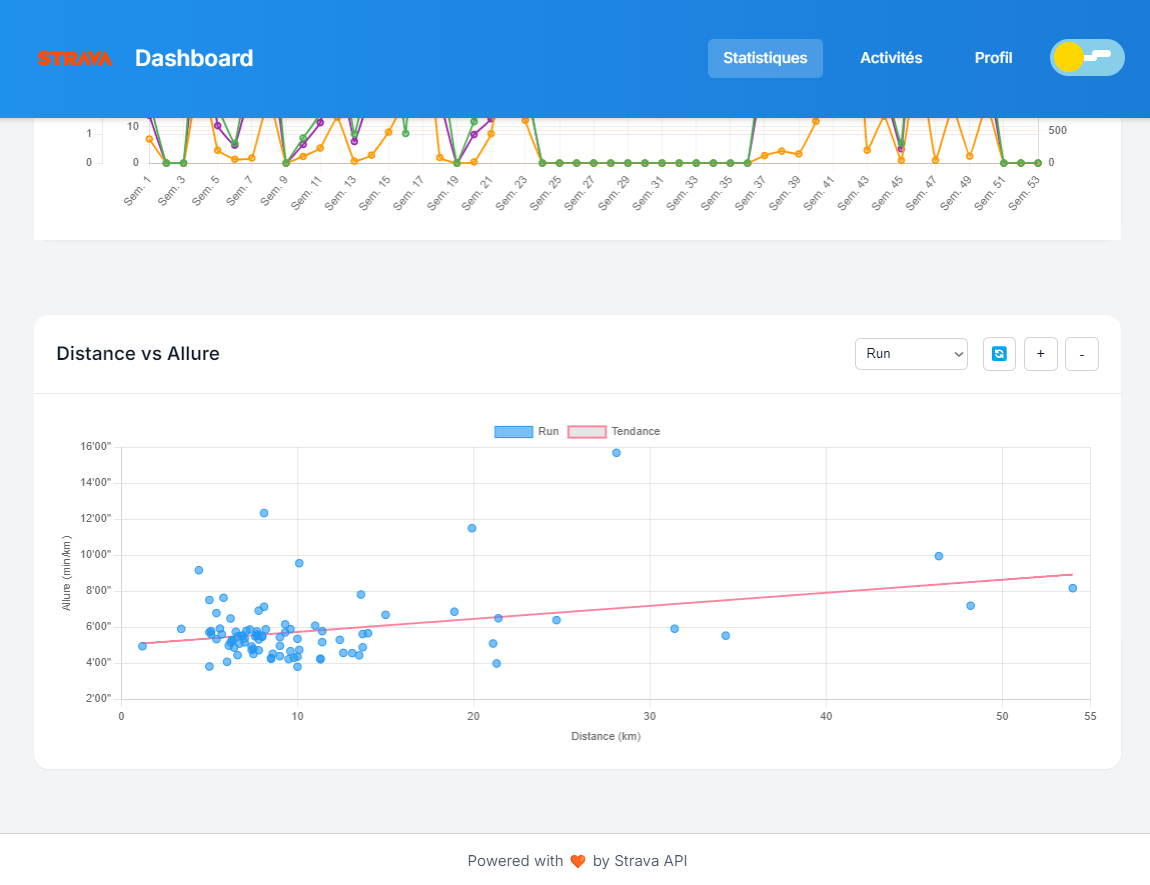 STRAVA Dashboard Statistiques Activités Profil
1 10 500
0 0 0
Sem. 1 Sem. 3 Sem. 5 Sem. 7 Sem. 9 Sem. 11 Sem. 13 Sem. 15 Sem. 17 Sem. 19 Sem. 21 Sem. 23 Sem. 25 Sem. 27 Sem. 29 Sem. 31 Sem. 33 Sem. 35 Sem. 37 Sem. 39 Sem. 41 Sem. 43 Sem. 45 Sem. 47 Sem. 49 Sem. 51 Sem. 53
Distance vs Allure Run + -
Run Tendance
16'00"
14'00"
12'00"
10'00"
8'00"
6'00"
4'00"
2'00"
Allure (min/km)
0 10 20 30 40 50 55
Distance (km)
Powered with 🧡 by Strava API